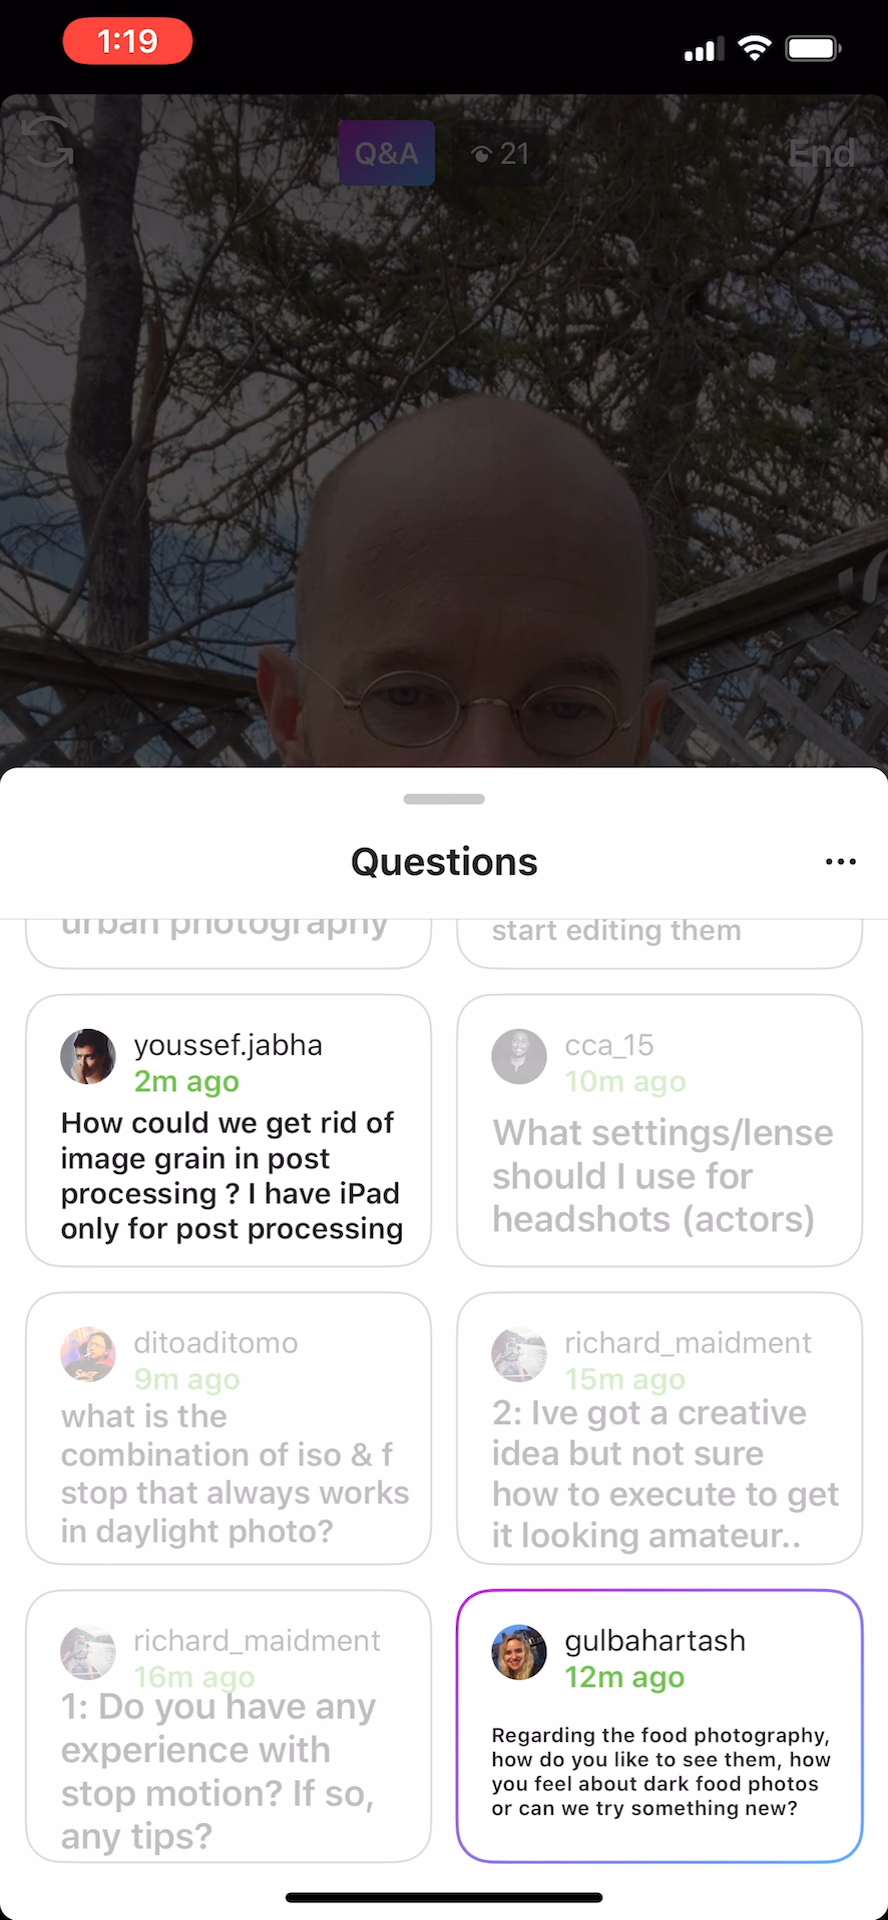 1:19
Q&A
21
End
Questions
urban photography
start editing them
youssef.jabha
2m ago
How could we get rid of
image grain in post
processing ? I have iPad
only for post processing
cca_15
10m ago
What settings/lense
should I use for
headshots (actors)
ditoaditomo
9m ago
what is the
combination of iso & f
stop that always works
in daylight photo?
richard_maidment
15m ago
2: Ive got a creative
idea but not sure
how to execute to get
it looking amateur..
richard_maidment
16m ago
1: Do you have any
experience with
stop motion? If so,
any tips?
gulbahartash
12m ago
Regarding the food photography,
how do you like to see them, how
you feel about dark food photos
or can we try something new?